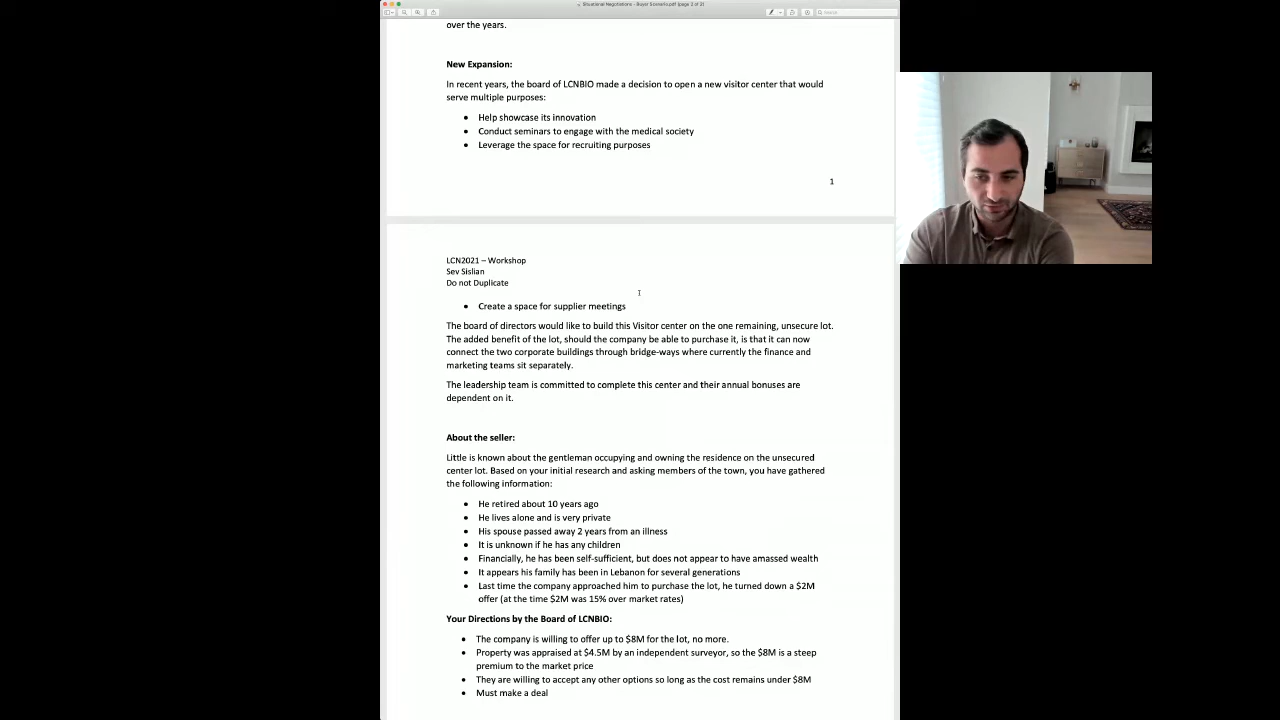 Situational Negotiations - Buyer Scenario.pdf (page 2 of 2)
Search
over the years.
New Expansion:
In recent years, the board of LCNBIO made a decision to open a new visitor center that would
serve multiple purposes:
• Help showcase its innovation
• Conduct seminars to engage with the medical society
• Leverage the space for recruiting purposes
1
LCN2021 – Workshop
Sev Sislian
Do not Duplicate
• Create a space for supplier meetings
The board of directors would like to build this Visitor center on the one remaining, unsecure lot.
The added benefit of the lot, should the company be able to purchase it, is that it can now
connect the two corporate buildings through bridge-ways where currently the finance and
marketing teams sit separately.
The leadership team is committed to complete this center and their annual bonuses are
dependent on it.
About the seller:
Little is known about the gentleman occupying and owning the residence on the unsecured
center lot. Based on your initial research and asking members of the town, you have gathered
the following information:
• He retired about 10 years ago
• He lives alone and is very private
• His spouse passed away 2 years from an illness
• It is unknown if he has any children
• Financially, he has been self-sufficient, but does not appear to have amassed wealth
• It appears his family has been in Lebanon for several generations
• Last time the company approached him to purchase the lot, he turned down a $2M
offer (at the time $2M was 15% over market rates)
Your Directions by the Board of LCNBIO:
• The company is willing to offer up to $8M for the lot, no more.
• Property was appraised at $4.5M by an independent surveyor, so the $8M is a steep
premium to the market price
• They are willing to accept any other options so long as the cost remains under $8M
• Must make a deal